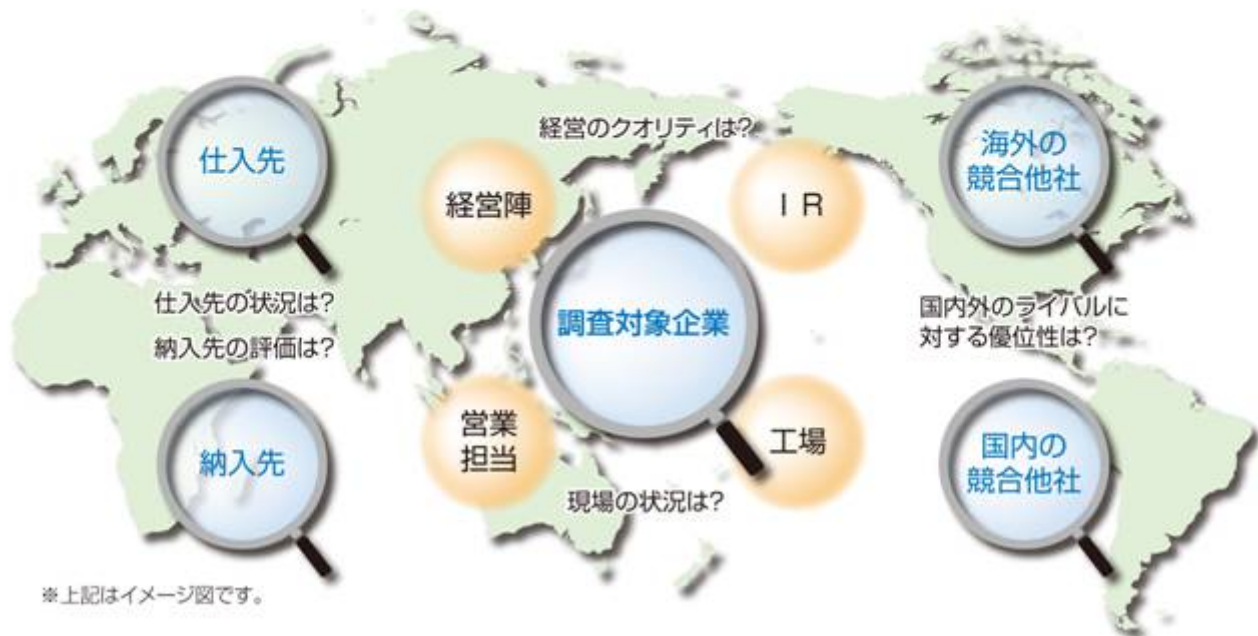 経営のクオリティは?
仕入先
経営陣
ＩＲ
海外の
競合他社
調査対象企業
仕入先の状況は?
納入先の評価は?
国内外のライバルに
対する優位性は?
納入先
営業
担当
工場
国内の
競合他社
現場の状況は?
※上記はイメージ図です。